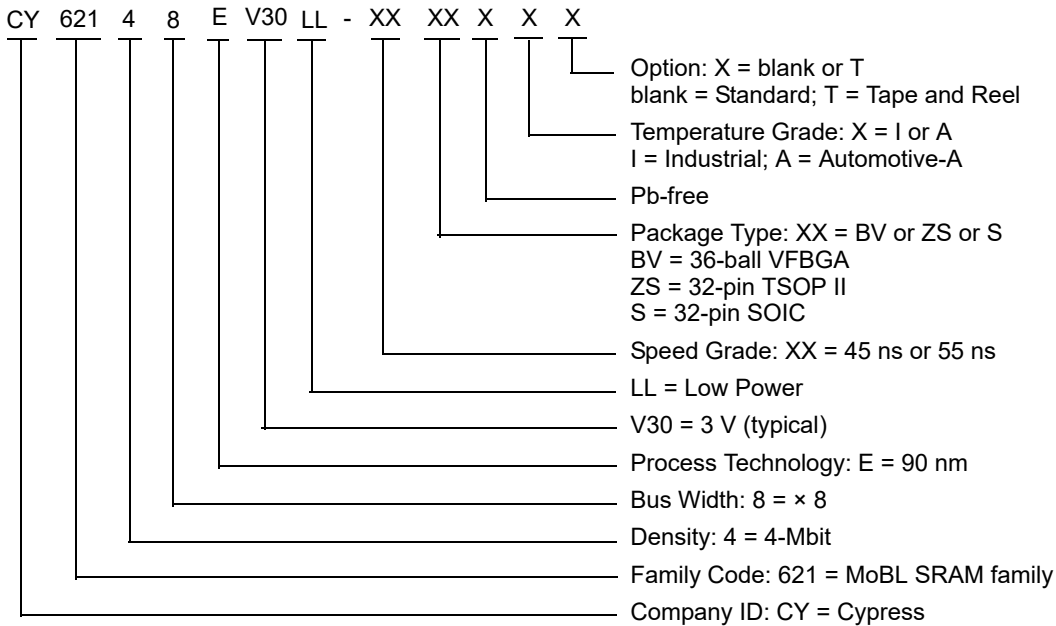 CY 621 4 8 E V30 LL - XX XX X X X
Option: X = blank or T
blank = Standard; T = Tape and Reel
Temperature Grade: X = I or A
I = Industrial; A = Automotive-A
Pb-free
Package Type: XX = BV or ZS or S
BV = 36-ball VFBGA
ZS = 32-pin TSOP II
S = 32-pin SOIC
Speed Grade: XX = 45 ns or 55 ns
LL = Low Power
V30 = 3 V (typical)
Process Technology: E = 90 nm
Bus Width: 8 = × 8
Density: 4 = 4-Mbit
Family Code: 621 = MoBL SRAM family
Company ID: CY = Cypress